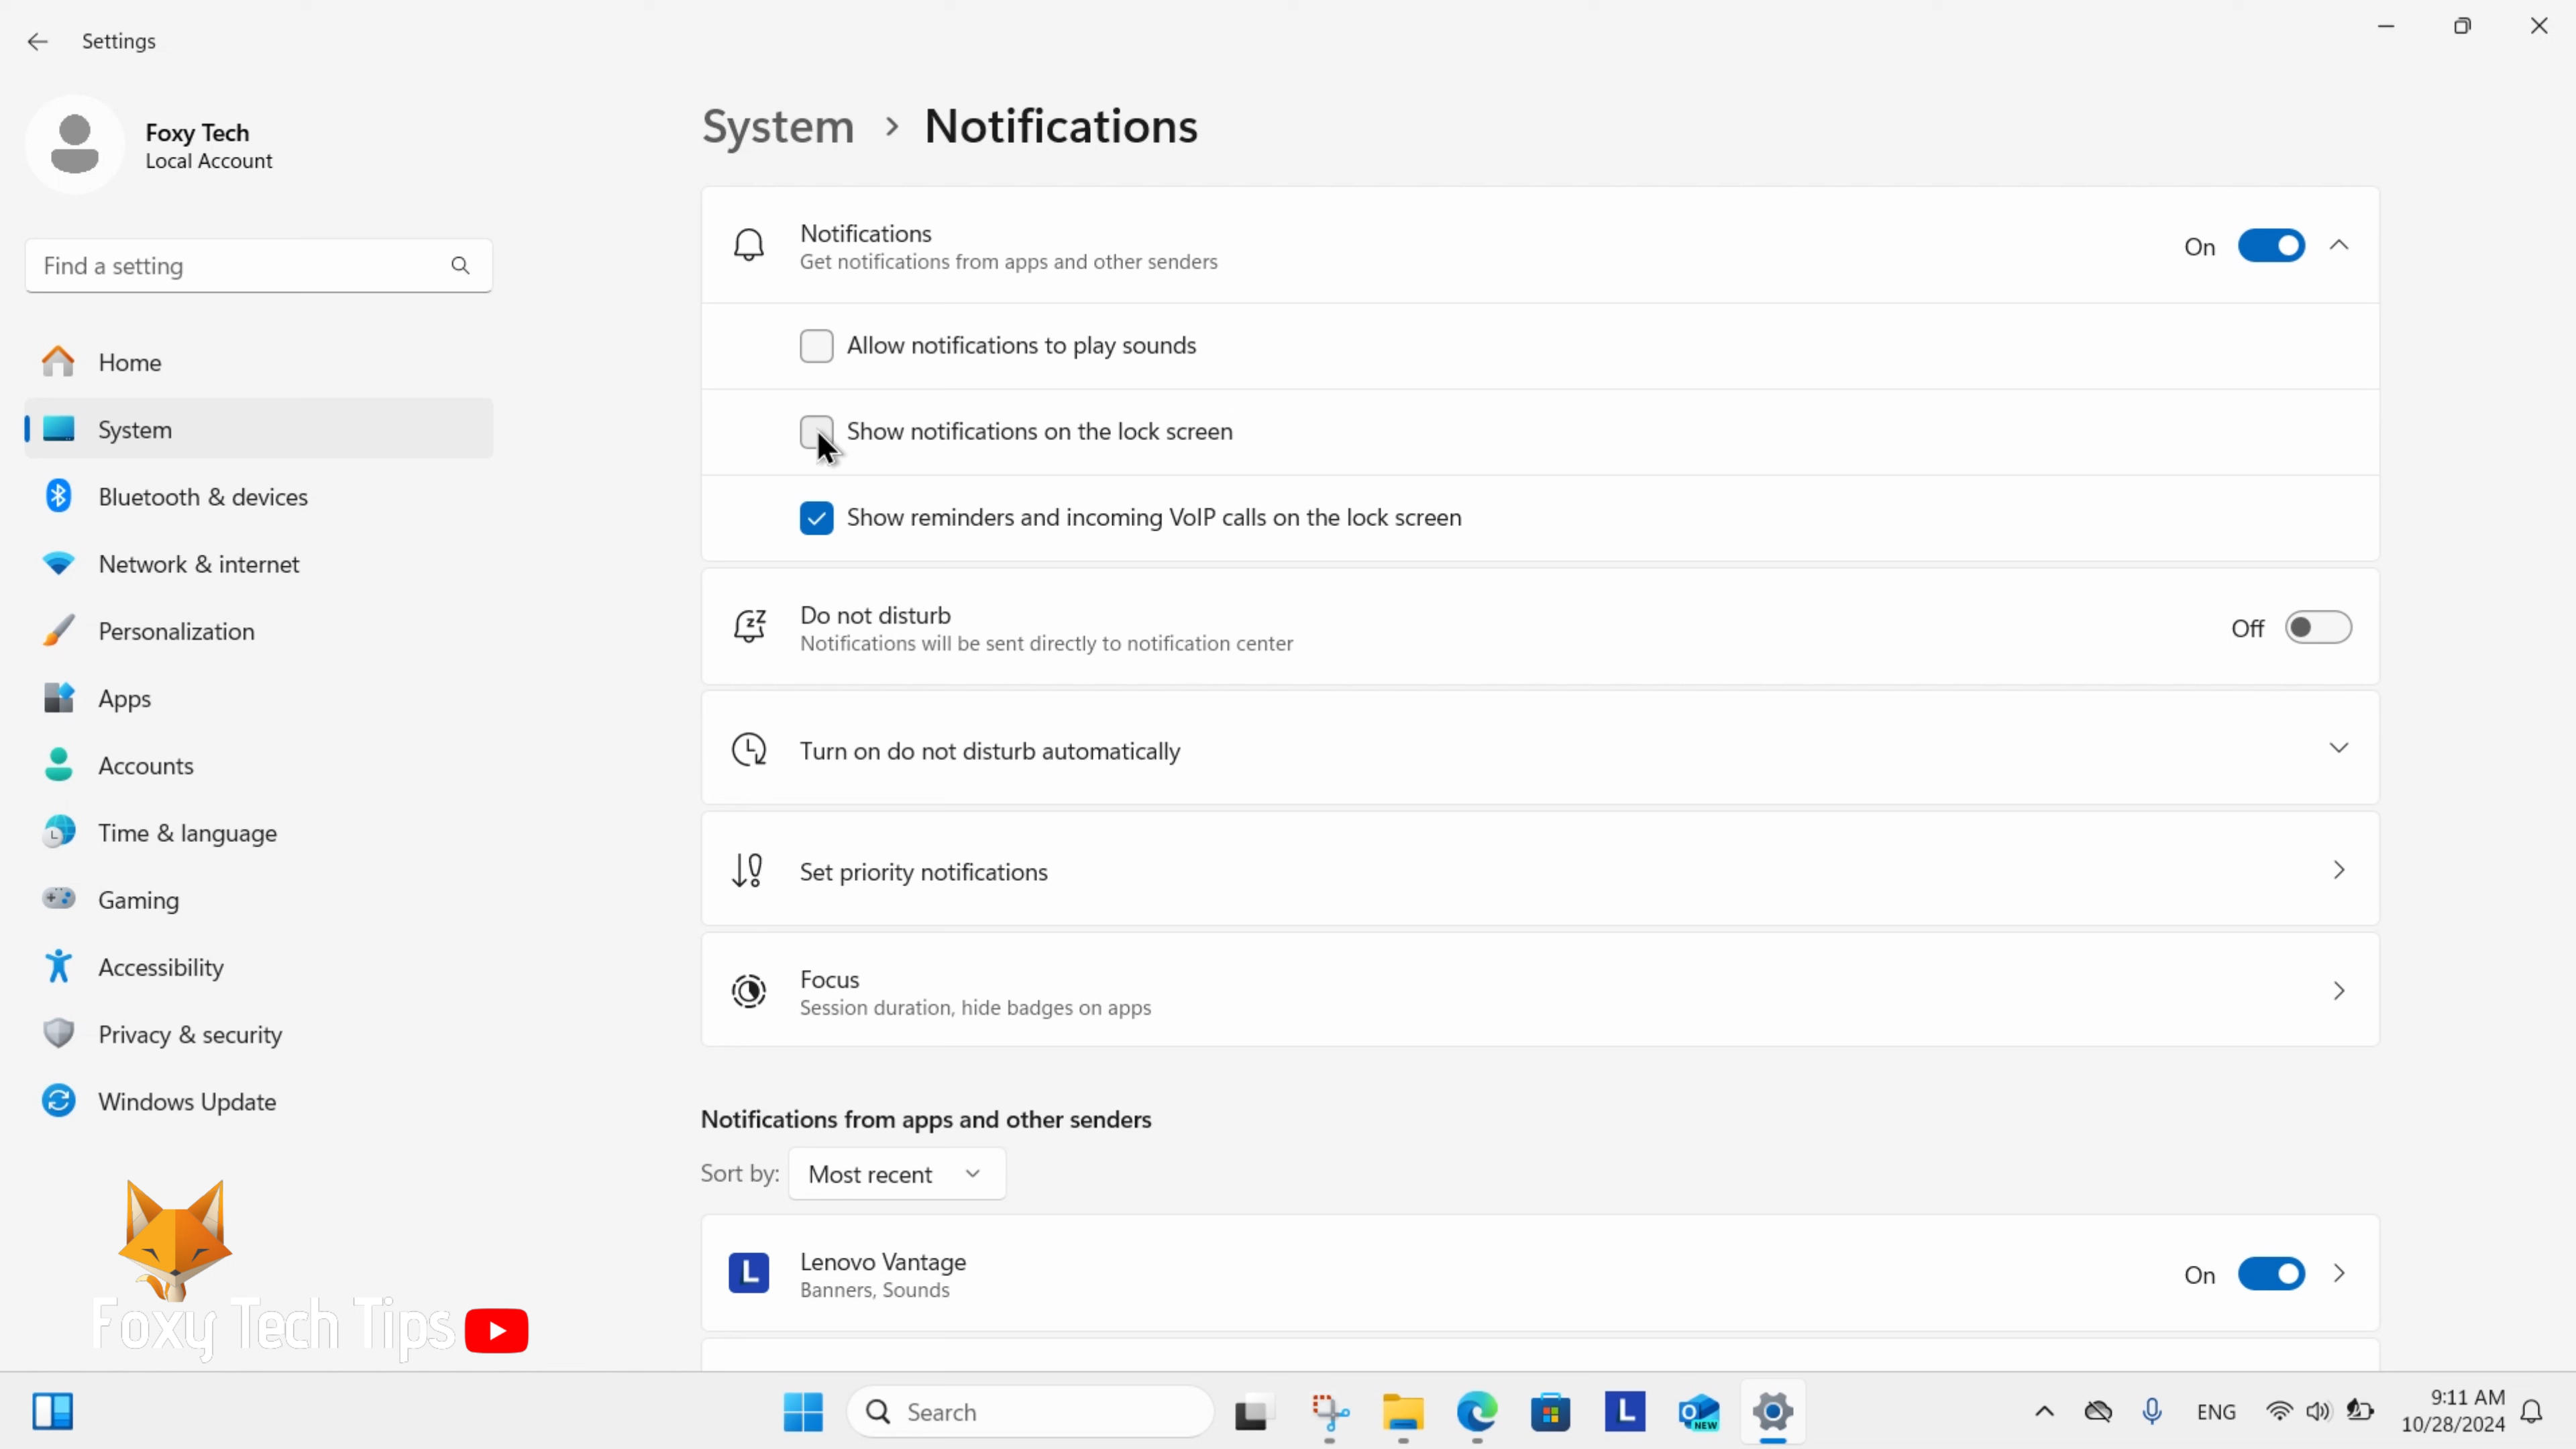 Settings
Foxy Tech
Local Account
Find a setting
Home
System
Bluetooth & devices
Network & internet
Personalization
Apps
Accounts
Time & language
Gaming
Accessibility
Privacy & security
Windows Update
Foxy Tech Tips
System > Notifications
Notifications
Get notifications from apps and other senders
On
Allow notifications to play sounds
Show notifications on the lock screen
Show reminders and incoming VoIP calls on the lock screen
Do not disturb
Notifications will be sent directly to notification center
Off
Turn on do not disturb automatically
Set priority notifications
Focus
Session duration, hide badges on apps
Notifications from apps and other senders
Sort by: Most recent
L
Lenovo Vantage
Banners, Sounds
On
Search
L
NEW
ENG
9:11 AM
10/28/2024